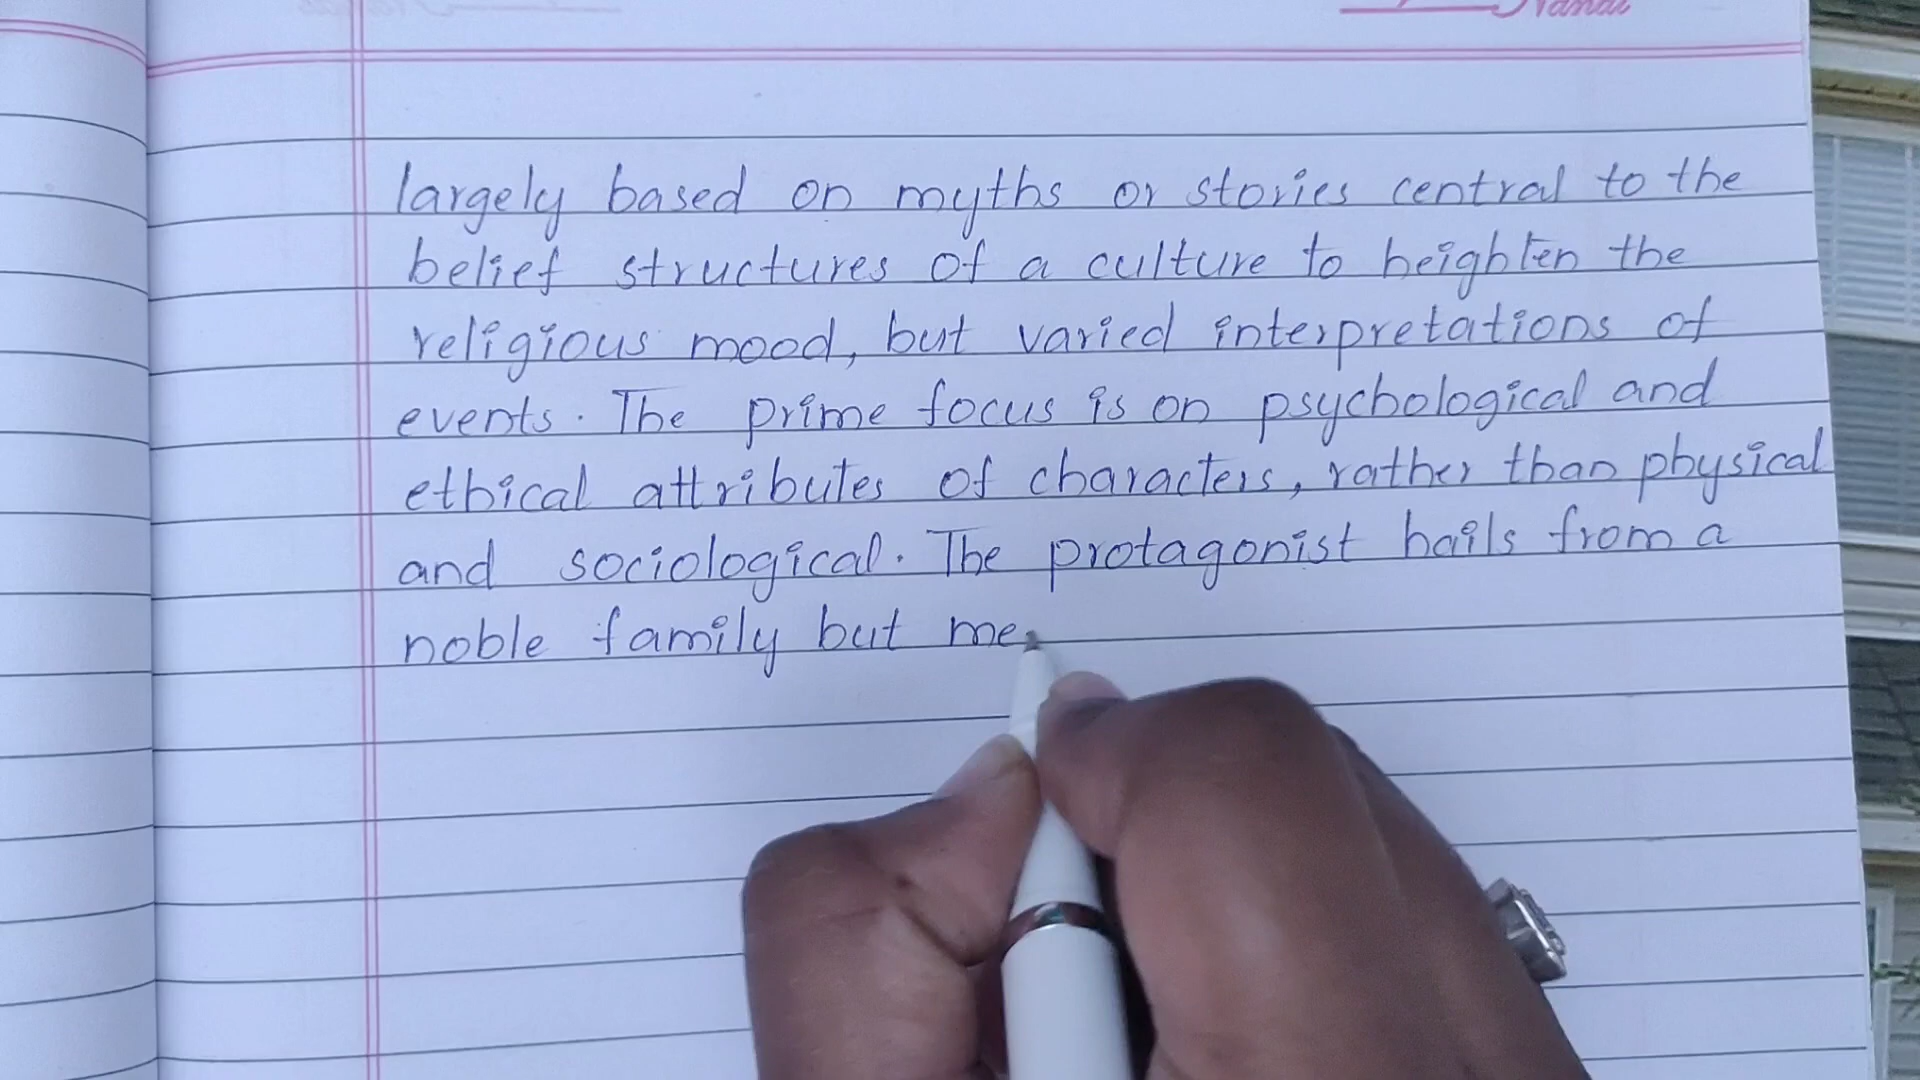 Nandi
largely based on myths or stories central to the
belief structures of a culture to heighten the
religious mood, but varied interpretations of
events. The prime focus is on psychological and
ethical attributes of characters, rather than physical
and sociological. The protagonist hails from a
noble family but me